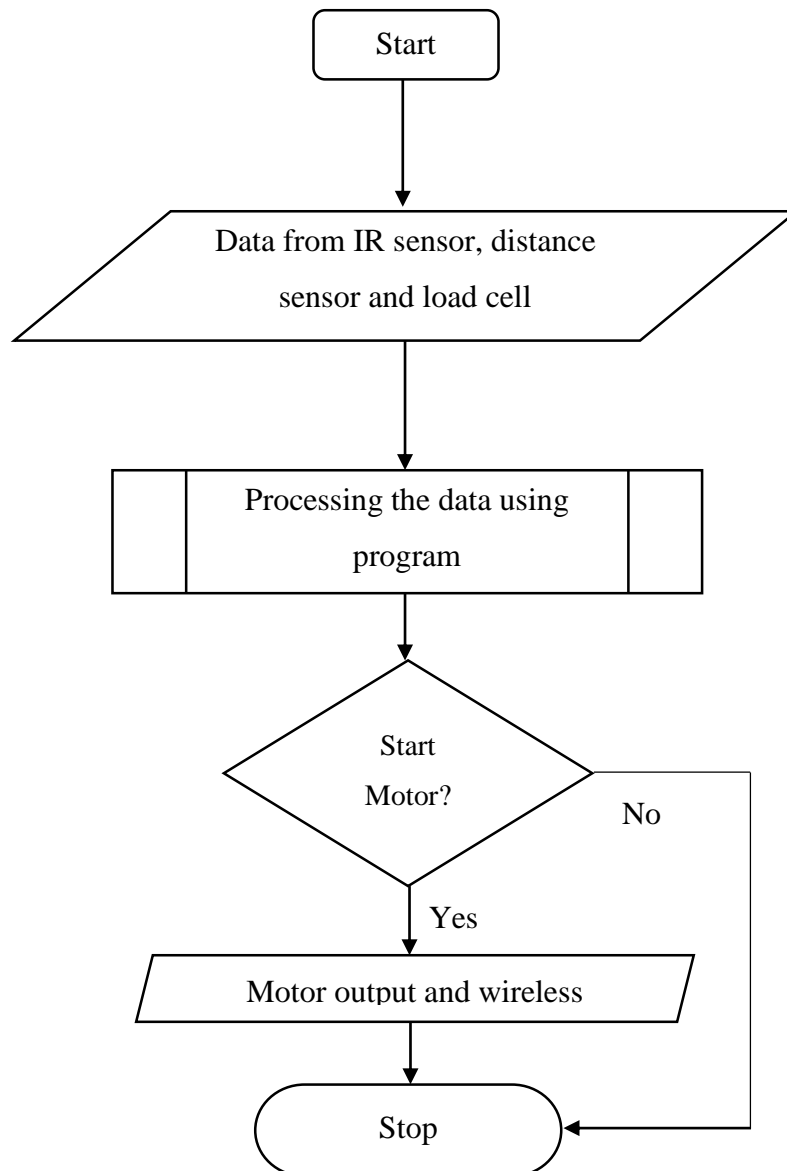 Start
Data from IR sensor, distance
sensor and load cell
Processing the data using
program
Start
Motor?
No
Yes
Motor output and wireless
Stop